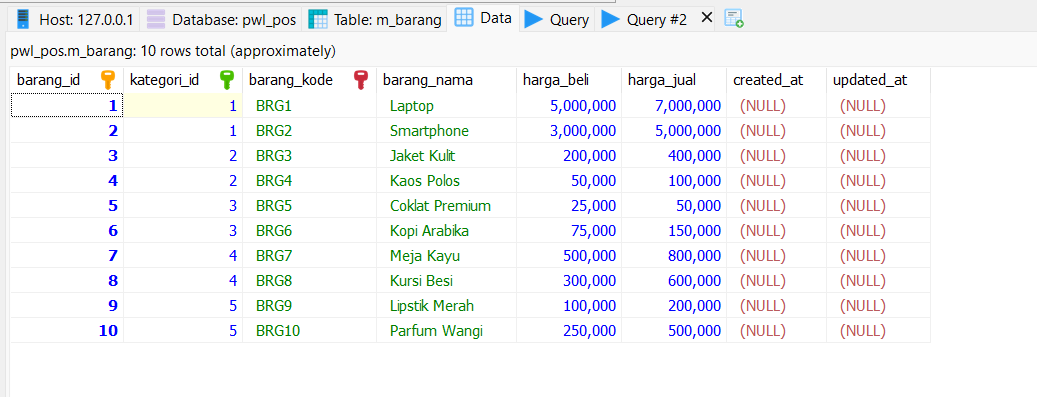 Host: 127.0.0.1 Database: pwl_pos Table: m_barang Data Query Query #2
pwl_pos.m_barang: 10 rows total (approximately)
barang_id kategori_id barang_kode barang_nama harga_beli harga_jual created_at updated_at
1 1 BRG1 Laptop 5,000,000 7,000,000 (NULL) (NULL)
2 1 BRG2 Smartphone 3,000,000 5,000,000 (NULL) (NULL)
3 2 BRG3 Jaket Kulit 200,000 400,000 (NULL) (NULL)
4 2 BRG4 Kaos Polos 50,000 100,000 (NULL) (NULL)
5 3 BRG5 Coklat Premium 25,000 50,000 (NULL) (NULL)
6 3 BRG6 Kopi Arabika 75,000 150,000 (NULL) (NULL)
7 4 BRG7 Meja Kayu 500,000 800,000 (NULL) (NULL)
8 4 BRG8 Kursi Besi 300,000 600,000 (NULL) (NULL)
9 5 BRG9 Lipstik Merah 100,000 200,000 (NULL) (NULL)
10 5 BRG10 Parfum Wangi 250,000 500,000 (NULL) (NULL)